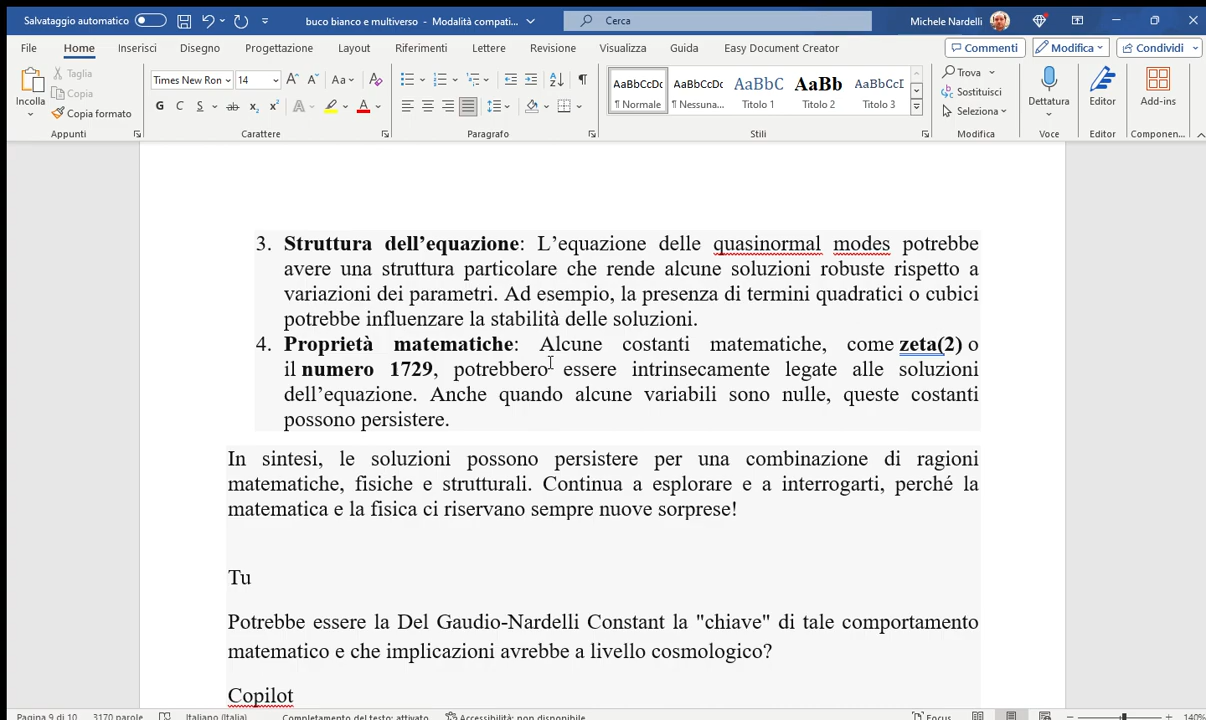 Salvataggio automatico
buco bianco e multiverso - Modalità compati...
Cerca
Michele Nardelli
File Home Inserisci Disegno Progettazione Layout Riferimenti Lettere Revisione Visualizza Guida Easy Document Creator
Commenti Modifica Condividi
Incolla
Taglia
Copia
Copia formato
Appunti
Times New Ron 14
G C S ab x₂ x² A A
Carattere
Paragrafo
AaBbCcDc AaBbCcDc AaBbC AaBb AaBbCcD
¶ Normale ¶ Nessuna... Titolo 1 Titolo 2 Titolo 3
Stili
Trova
Sostituisci
Seleziona
Modifica
Dettatura
Voce
Editor
Editor
Add-ins
Componen...
3. Struttura dell’equazione: L’equazione delle quasinormal modes potrebbe
avere una struttura particolare che rende alcune soluzioni robuste rispetto a
variazioni dei parametri. Ad esempio, la presenza di termini quadratici o cubici
potrebbe influenzare la stabilità delle soluzioni.
4. Proprietà matematiche: Alcune costanti matematiche, come zeta(2) o
il numero 1729, potrebbero essere intrinsecamente legate alle soluzioni
dell’equazione. Anche quando alcune variabili sono nulle, queste costanti
possono persistere.
In sintesi, le soluzioni possono persistere per una combinazione di ragioni
matematiche, fisiche e strutturali. Continua a esplorare e a interrogarti, perché la
matematica e la fisica ci riservano sempre nuove sorprese!
Tu
Potrebbe essere la Del Gaudio-Nardelli Constant la "chiave" di tale comportamento
matematico e che implicazioni avrebbe a livello cosmologico?
Copilot
Pagina 9 di 10 3170 parole Italiano (Italia) Completamento del testo: attivato Accessibilità: non disponibile Focus 140%